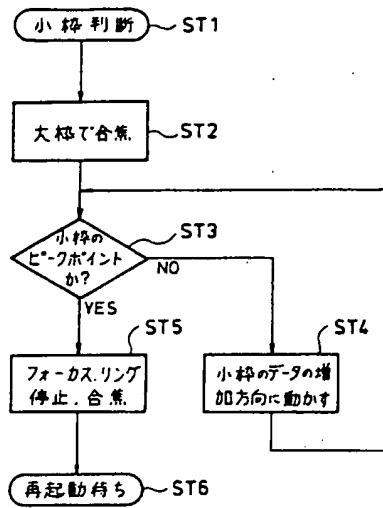 小枠判断
ST1
大枠で合焦
ST2
小枠の
ピークポイント
か?
ST3
NO
YES
ST5
フォーカス.リング
停止.合焦
ST4
小枠のデータの増
加方向に動かす
再起動待ち
ST6